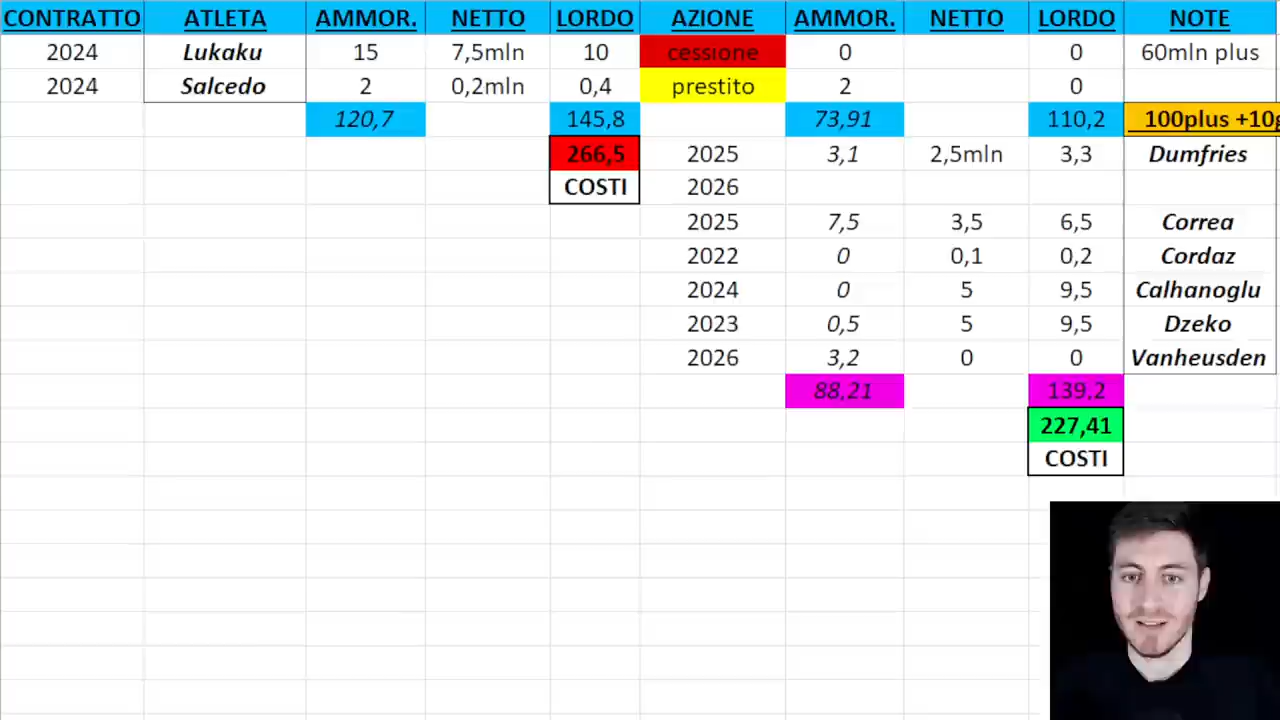 CONTRATTO ATLETA AMMOR. NETTO LORDO AZIONE AMMOR. NETTO LORDO NOTE
2024 Lukaku 15 7,5mln 10 cessione 0 0 60mln plus
2024 Salcedo 2 0,2mln 0,4 prestito 2 0
120,7 145,8 73,91 110,2 100plus +10g
266,5 2025 3,1 2,5mln 3,3 Dumfries
COSTI 2026
2025 7,5 3,5 6,5 Correa
2022 0 0,1 0,2 Cordaz
2024 0 5 9,5 Calhanoglu
2023 0,5 5 9,5 Dzeko
2026 3,2 0 0 Vanheusden
88,21 139,2
227,41
COSTI